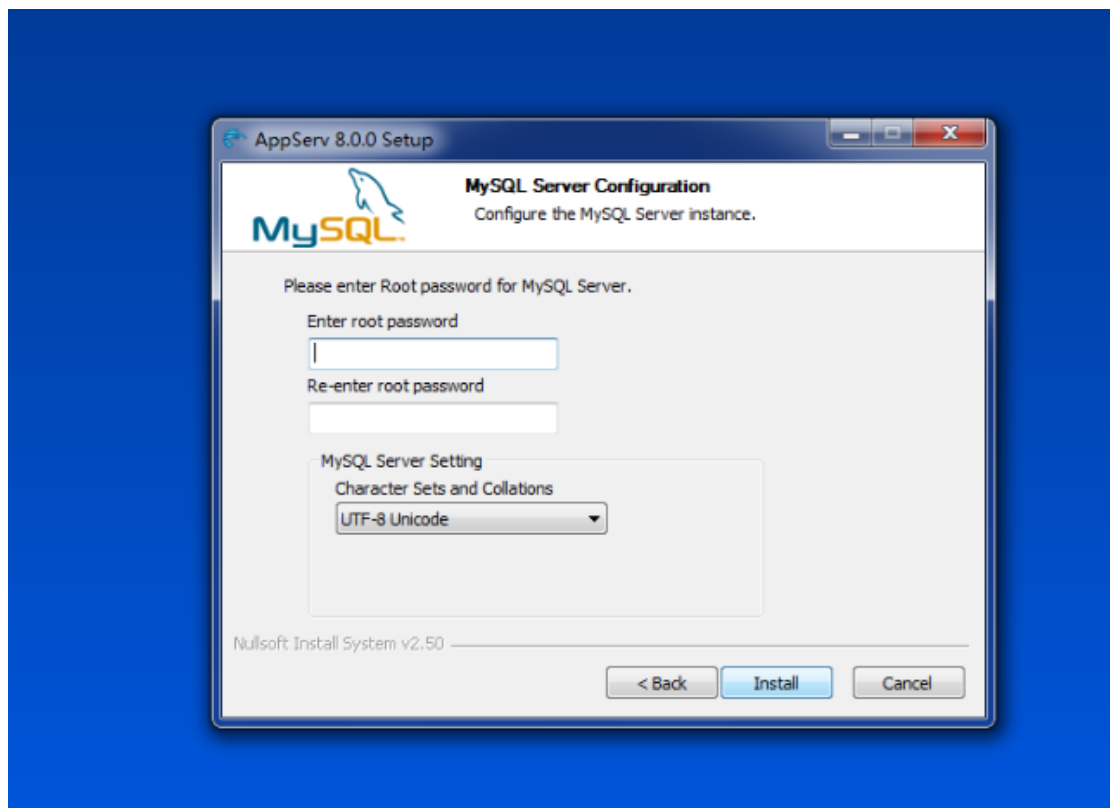 AppServ 8.0.0 Setup
MySQL Server Configuration
Configure the MySQL Server instance.
MySQL
Please enter Root password for MySQL Server.
Enter root password
Re-enter root password
MySQL Server Setting
Character Sets and Collations
UTF-8 Unicode
Nullsoft Install System v2.50
< Back
Install
Cancel